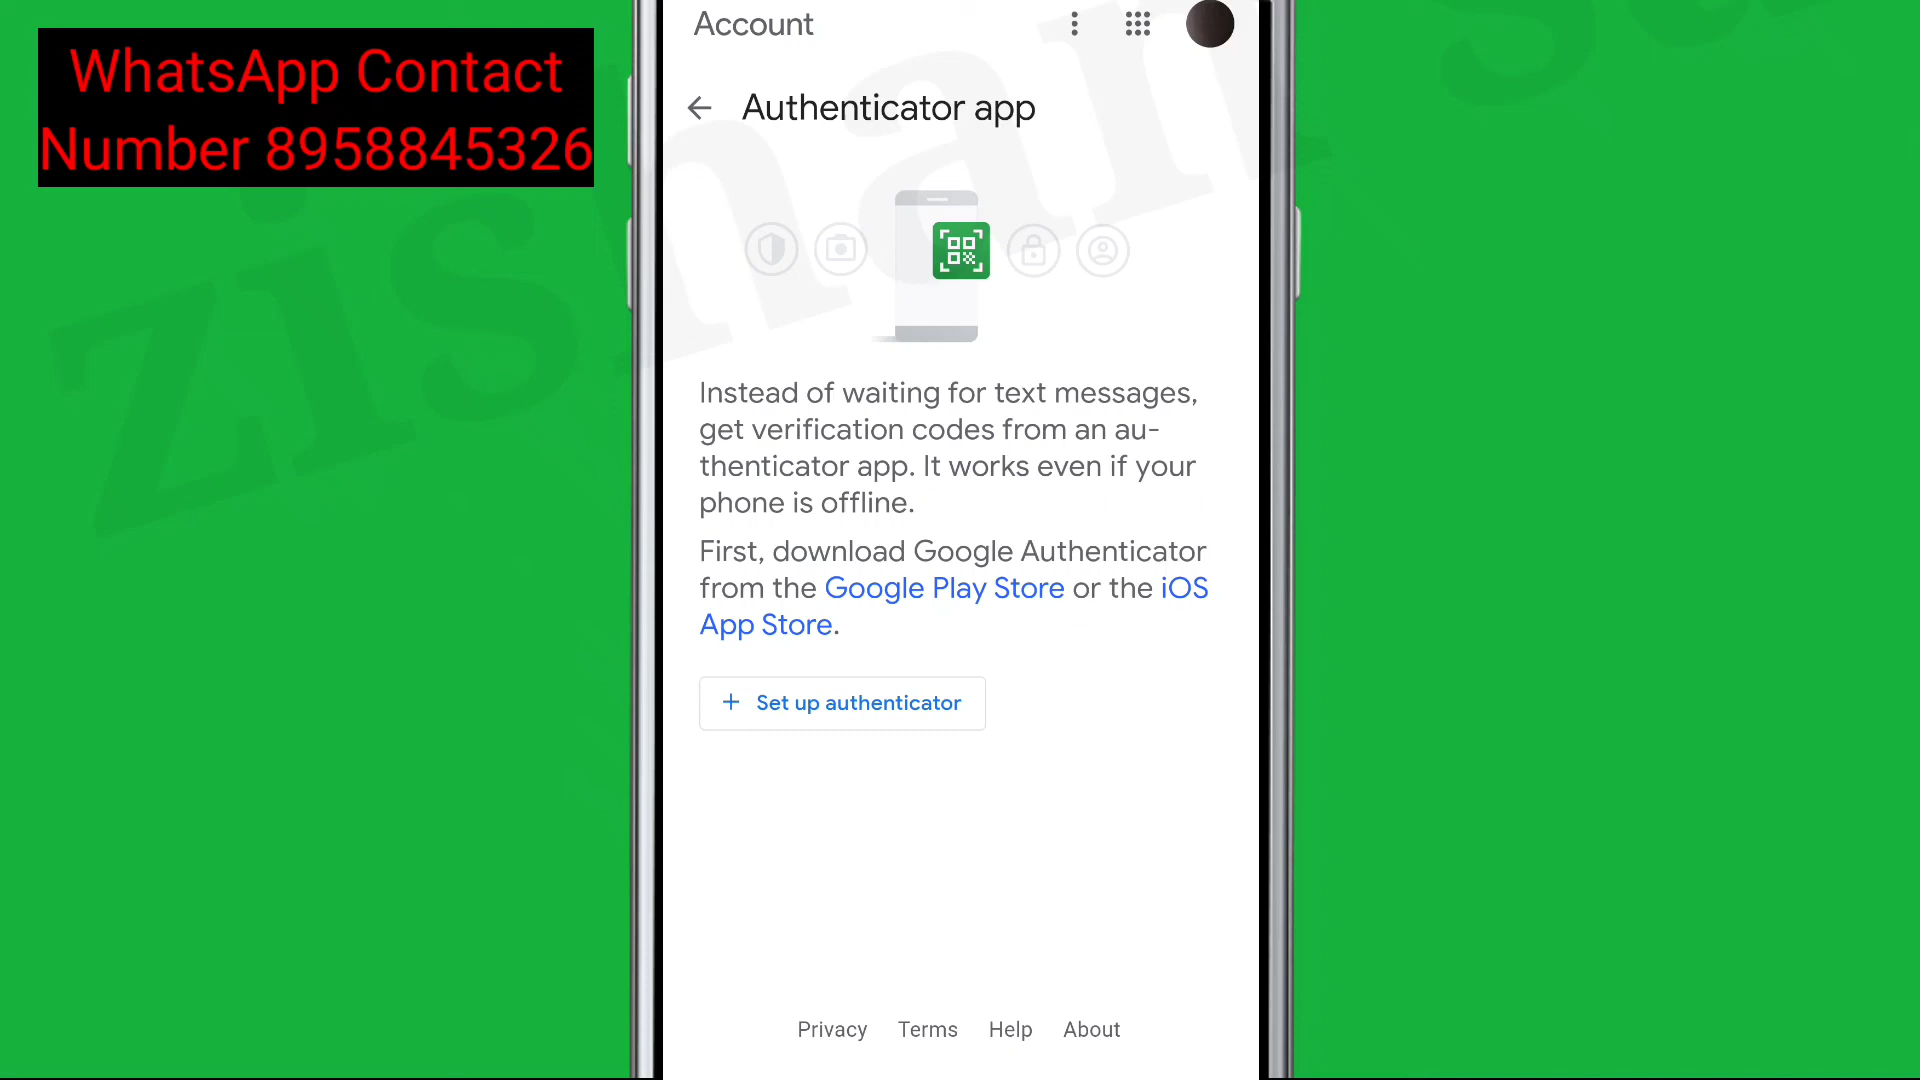 WhatsApp Contact
Number 8958845326
Account
Authenticator app
Instead of waiting for text messages,
get verification codes from an au-
thenticator app. It works even if your
phone is offline.
First, download Google Authenticator
from the Google Play Store or the iOS
App Store.
+ Set up authenticator
Privacy Terms Help About
zishan